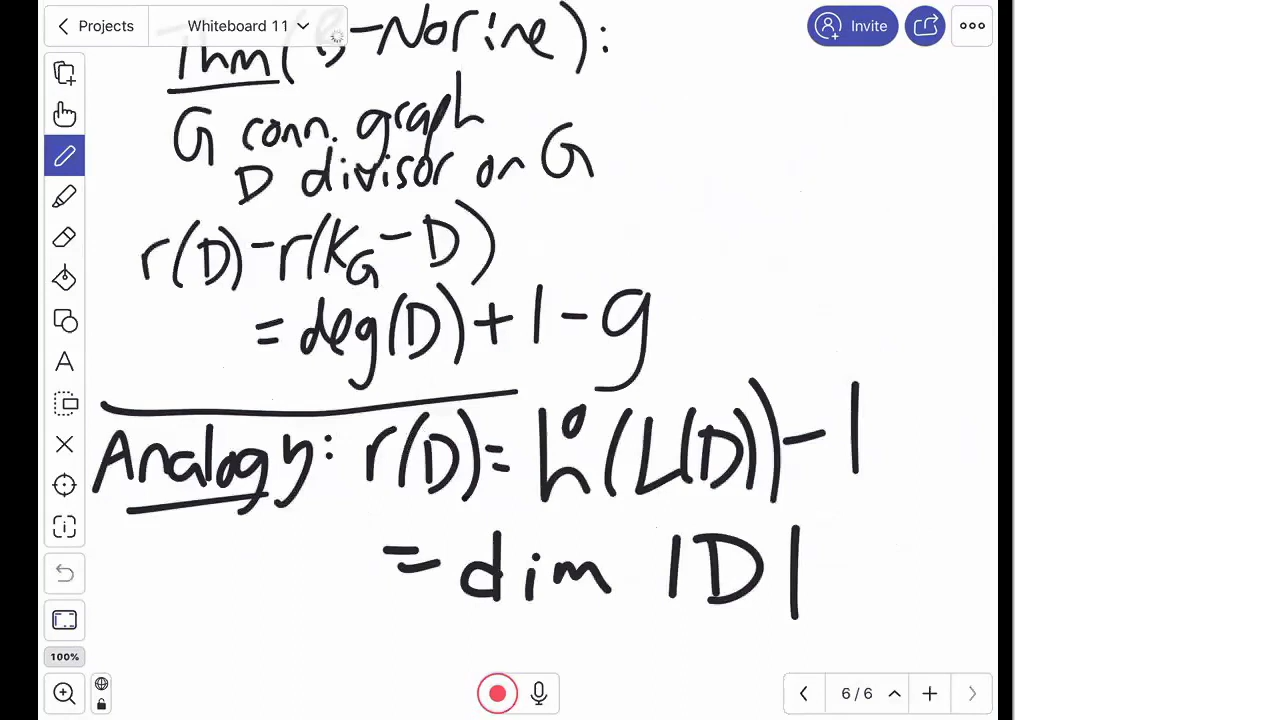 Projects
Whiteboard 11
Invite
Thm (B-Norine):
G conn. graph
D divisor on G
r(D) - r(K_G - D)
= deg(D) + 1 - g
Analogy: r(D) = h⁰(L(D)) - 1
= dim |D|
A
100%
6 / 6